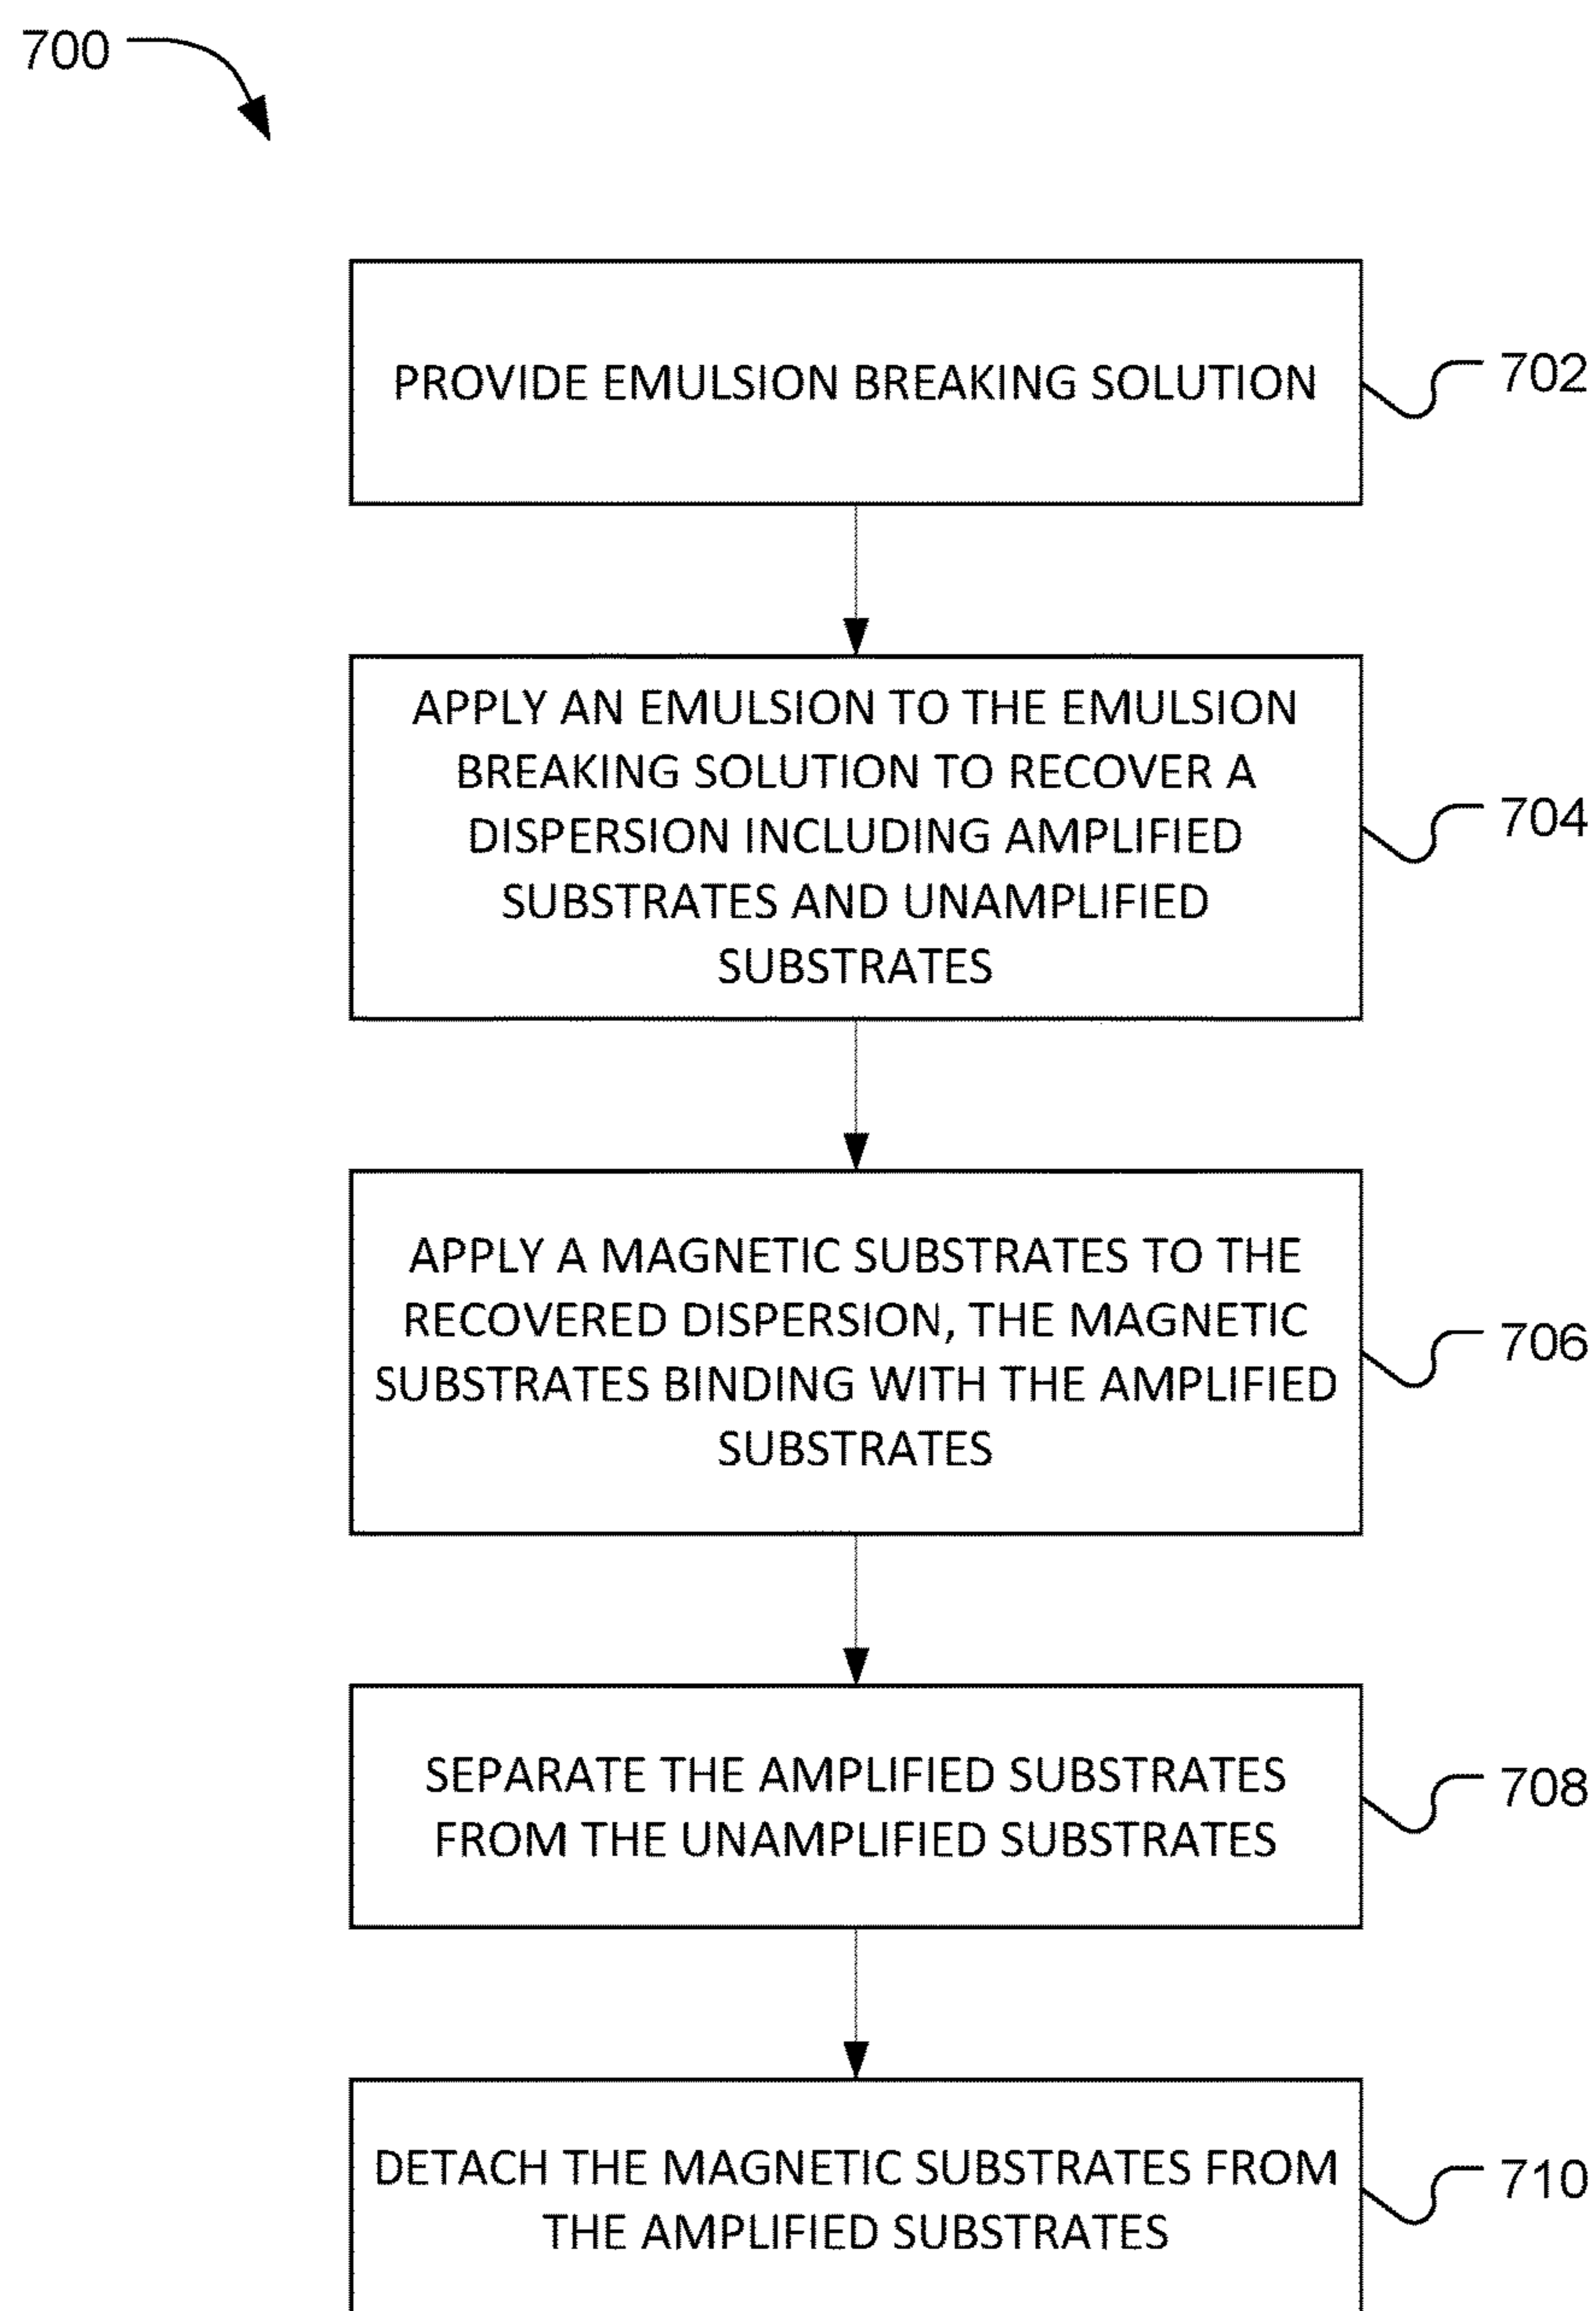 700
PROVIDE EMULSION BREAKING SOLUTION
702
APPLY AN EMULSION TO THE EMULSION
BREAKING SOLUTION TO RECOVER A
DISPERSION INCLUDING AMPLIFIED
SUBSTRATES AND UNAMPLIFIED
SUBSTRATES
704
APPLY A MAGNETIC SUBSTRATES TO THE
RECOVERED DISPERSION, THE MAGNETIC
SUBSTRATES BINDING WITH THE AMPLIFIED
SUBSTRATES
706
SEPARATE THE AMPLIFIED SUBSTRATES
FROM THE UNAMPLIFIED SUBSTRATES
708
DETACH THE MAGNETIC SUBSTRATES FROM
THE AMPLIFIED SUBSTRATES
710